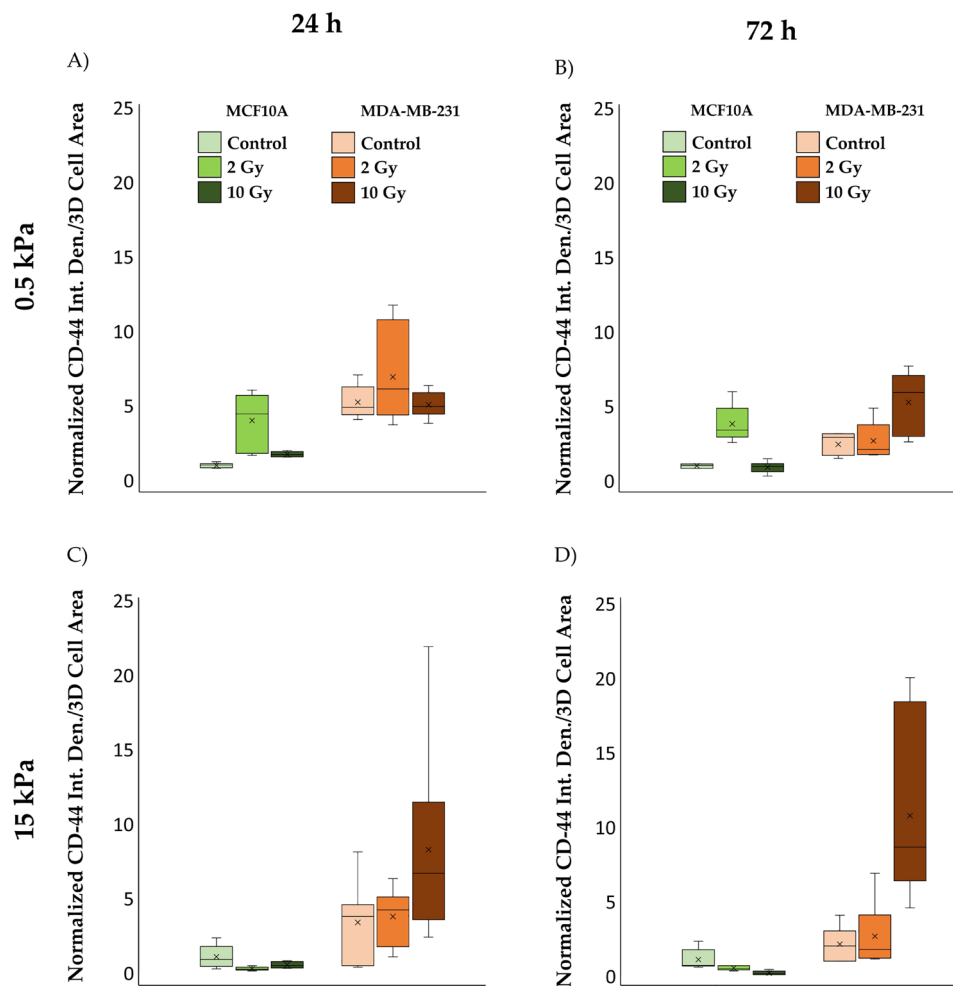 24 h
72 h
A)
B)
0.5 kPa
Normalized CD-44 Int. Den./3D Cell Area
25
20
15
10
5
0
MCF10A
MDA-MB-231
Control
Control
2 Gy
2 Gy
10 Gy
10 Gy
Normalized CD-44 Int. Den./3D Cell Area
25
20
15
10
5
0
MCF10A
MDA-MB-231
Control
Control
2 Gy
2 Gy
10 Gy
10 Gy
C)
D)
15 kPa
Normalized CD-44 Int. Den./3D Cell Area
25
20
15
10
5
0
Normalized CD-44 Int. Den./3D Cell Area
25
20
15
10
5
0